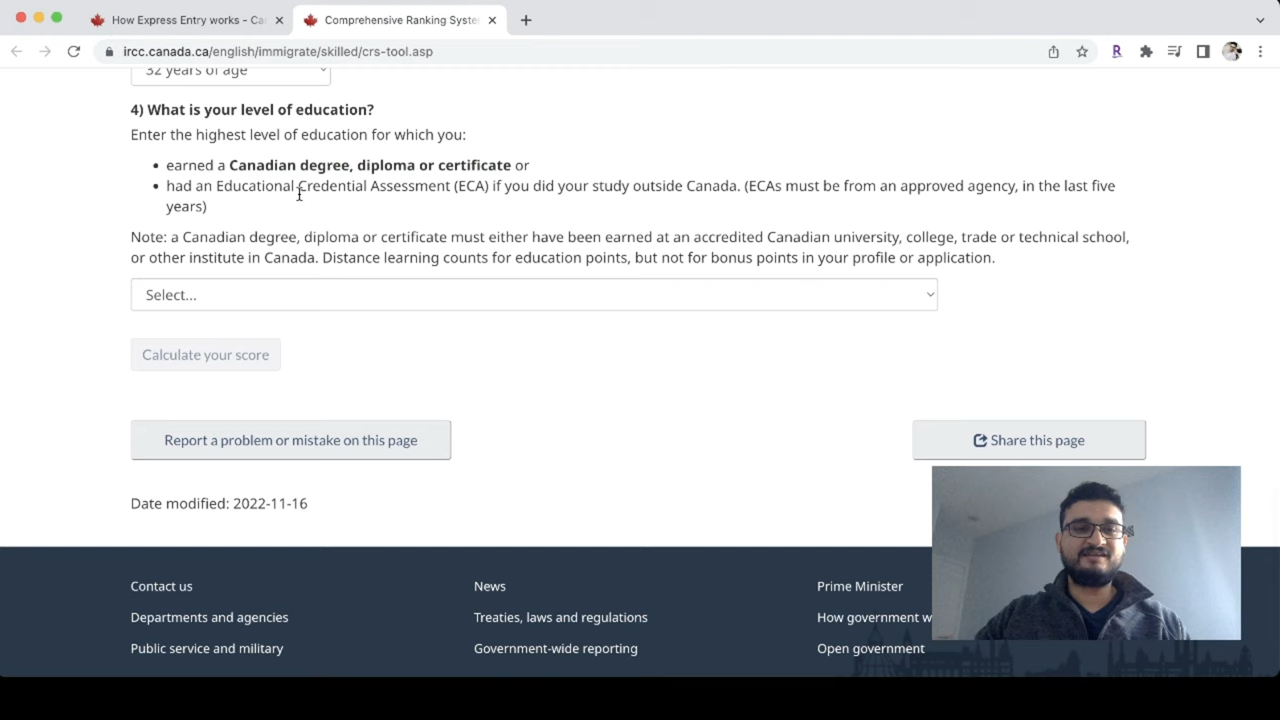 How Express Entry works - Ca
Comprehensive Ranking Syste
ircc.canada.ca/english/immigrate/skilled/crs-tool.asp
32 years of age
4) What is your level of education?
Enter the highest level of education for which you:
• earned a Canadian degree, diploma or certificate or
• had an Educational Credential Assessment (ECA) if you did your study outside Canada. (ECAs must be from an approved agency, in the last five
years)
Note: a Canadian degree, diploma or certificate must either have been earned at an accredited Canadian university, college, trade or technical school,
or other institute in Canada. Distance learning counts for education points, but not for bonus points in your profile or application.
Select...
Calculate your score
Report a problem or mistake on this page
Share this page
Date modified: 2022-11-16
Contact us
News
Prime Minister
Departments and agencies
Treaties, laws and regulations
How government w
Public service and military
Government-wide reporting
Open government